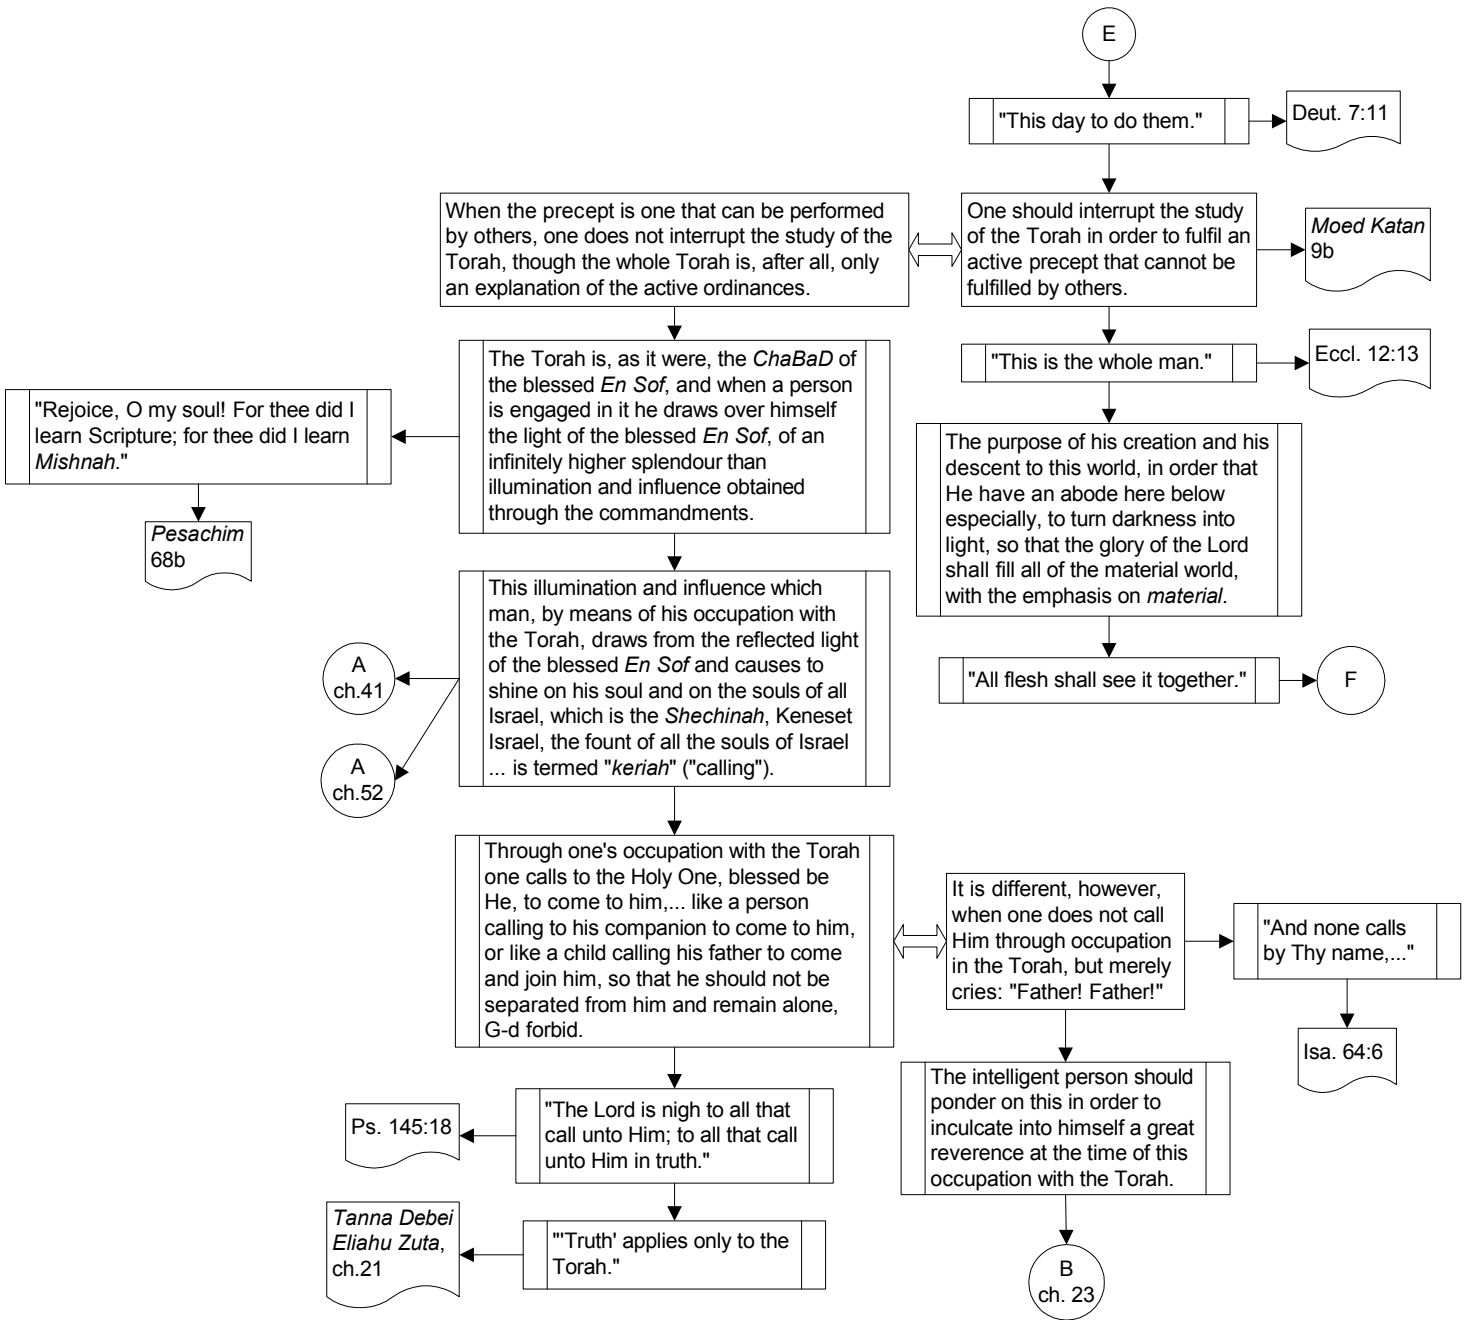 E
"This day to do them."
Deut. 7:11
When the precept is one that can be performed
by others, one does not interrupt the study of the
Torah, though the whole Torah is, after all, only
an explanation of the active ordinances.
One should interrupt the study
of the Torah in order to fulfil an
active precept that cannot be
fulfilled by others.
Moed Katan
9b
"This is the whole man."
Eccl. 12:13
The Torah is, as it were, the ChaBaD of
the blessed En Sof, and when a person
is engaged in it he draws over himself
the light of the blessed En Sof, of an
infinitely higher splendour than
illumination and influence obtained
through the commandments.
"Rejoice, O my soul! For thee did I
learn Scripture; for thee did I learn
Mishnah."
Pesachim
68b
The purpose of his creation and his
descent to this world, in order that
He have an abode here below
especially, to turn darkness into
light, so that the glory of the Lord
shall fill all of the material world,
with the emphasis on material.
This illumination and influence which
man, by means of his occupation with
the Torah, draws from the reflected light
of the blessed En Sof and causes to
shine on his soul and on the souls of all
Israel, which is the Shechinah, Keneset
Israel, the fount of all the souls of Israel
... is termed "keriah" ("calling").
A
ch.41
A
ch.52
"All flesh shall see it together."
F
Through one's occupation with the Torah
one calls to the Holy One, blessed be
He, to come to him,... like a person
calling to his companion to come to him,
or like a child calling his father to come
and join him, so that he should not be
separated from him and remain alone,
G-d forbid.
It is different, however,
when one does not call
Him through occupation
in the Torah, but merely
cries: "Father! Father!"
"And none calls
by Thy name,..."
Isa. 64:6
The intelligent person should
ponder on this in order to
inculcate into himself a great
reverence at the time of this
occupation with the Torah.
"The Lord is nigh to all that
call unto Him; to all that call
unto Him in truth."
Ps. 145:18
"'Truth' applies only to the
Torah."
Tanna Debei
Eliahu Zuta,
ch.21
B
ch. 23